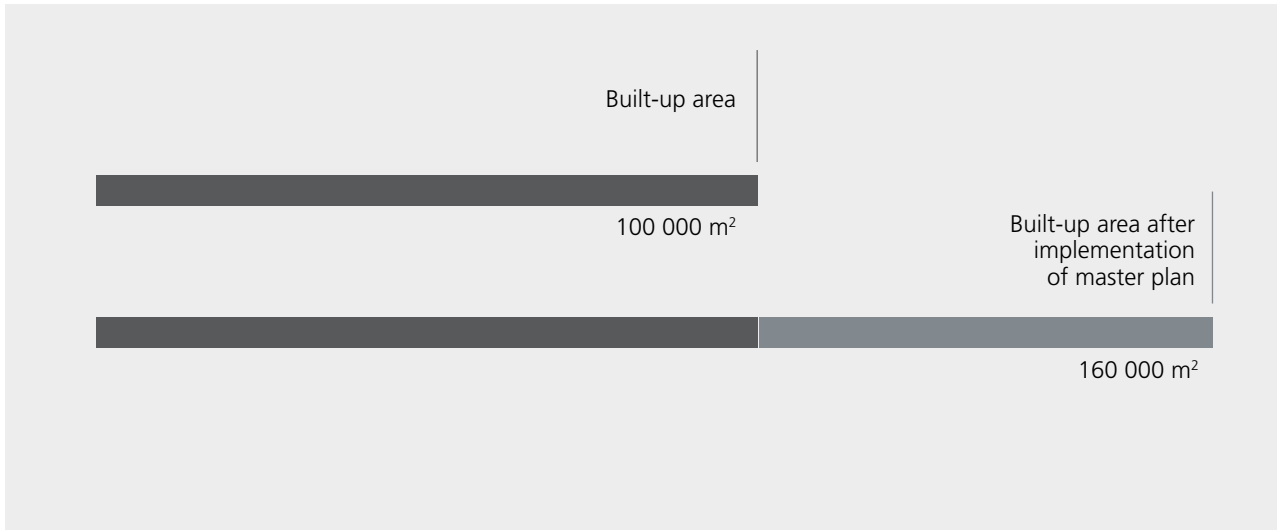 Built-up area
100 000 m²
Built-up area after
implementation
of master plan
160 000 m²